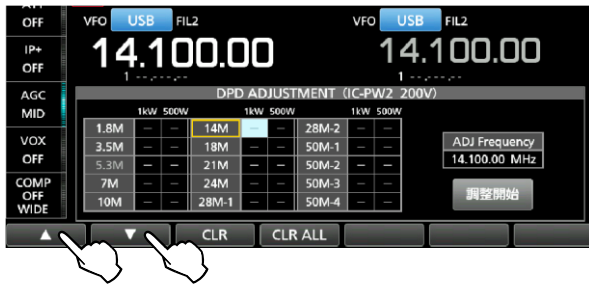 OFF
VFO USB FIL2 VFO USB FIL2
IP+
OFF
14.100.00 14.100.00
1 --.---.-- 1 --.---.--
AGC
MID
DPD ADJUSTMENT (IC-PW2 200V)
1kW 500W 1kW 500W 1kW 500W
1.8M – – 14M – – 28M-2 – –
3.5M – – 18M – – 50M-1 – –
5.3M – – 21M – – 50M-2 – –
7M – – 24M – – 50M-3 – –
10M – – 28M-1 – – 50M-4 – –
ADJ Frequency
14.100.00 MHz
調整開始
VOX
OFF
COMP
OFF
WIDE
▲ ▼ CLR CLR ALL